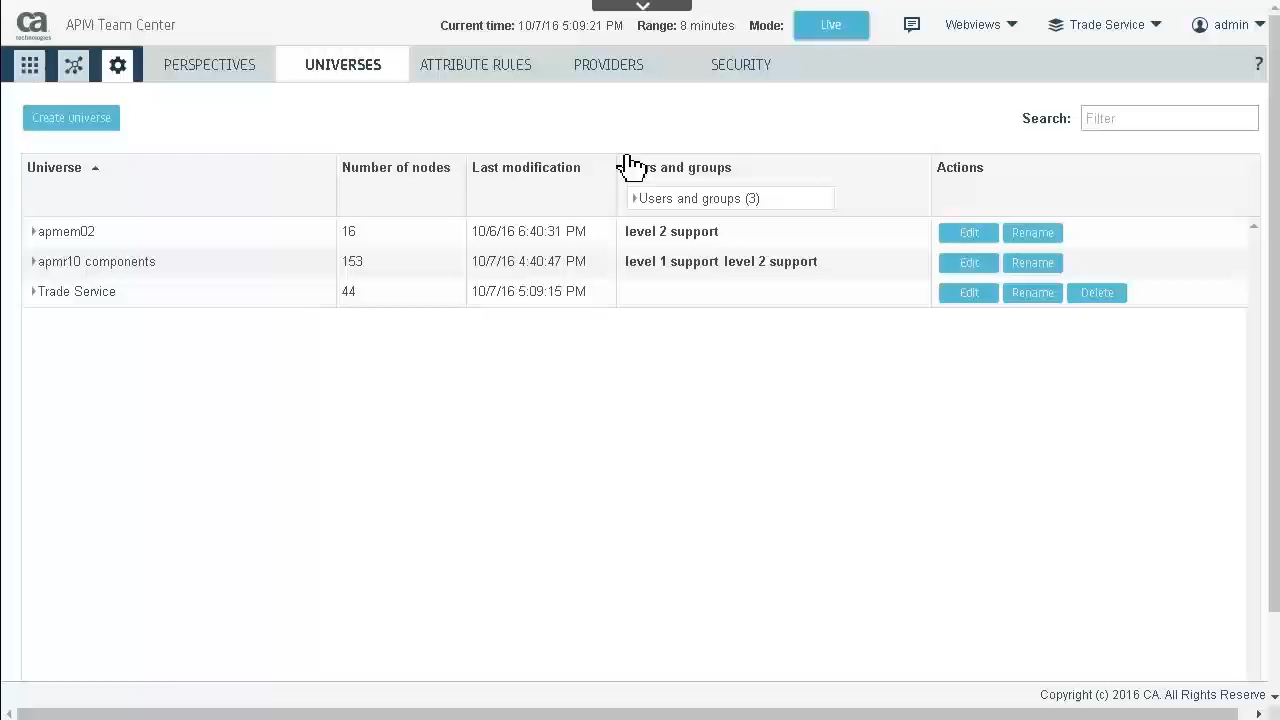 ca
technologies
APM Team Center
Current time: 10/7/16 5:09:21 PM Range: 8 minutes Mode: Live
Webviews
Trade Service
admin
PERSPECTIVES UNIVERSES ATTRIBUTE RULES PROVIDERS SECURITY ?
Create universe
Search: Filter
Universe Number of nodes Last modification and groups Actions
Users and groups (3)
apmem02 16 10/6/16 6:40:31 PM level 2 support Edit Rename
apmr10 components 153 10/7/16 4:40:47 PM level 1 support level 2 support Edit Rename
Trade Service 44 10/7/16 5:09:15 PM Edit Rename Delete
Copyright (c) 2016 CA. All Rights Reserve